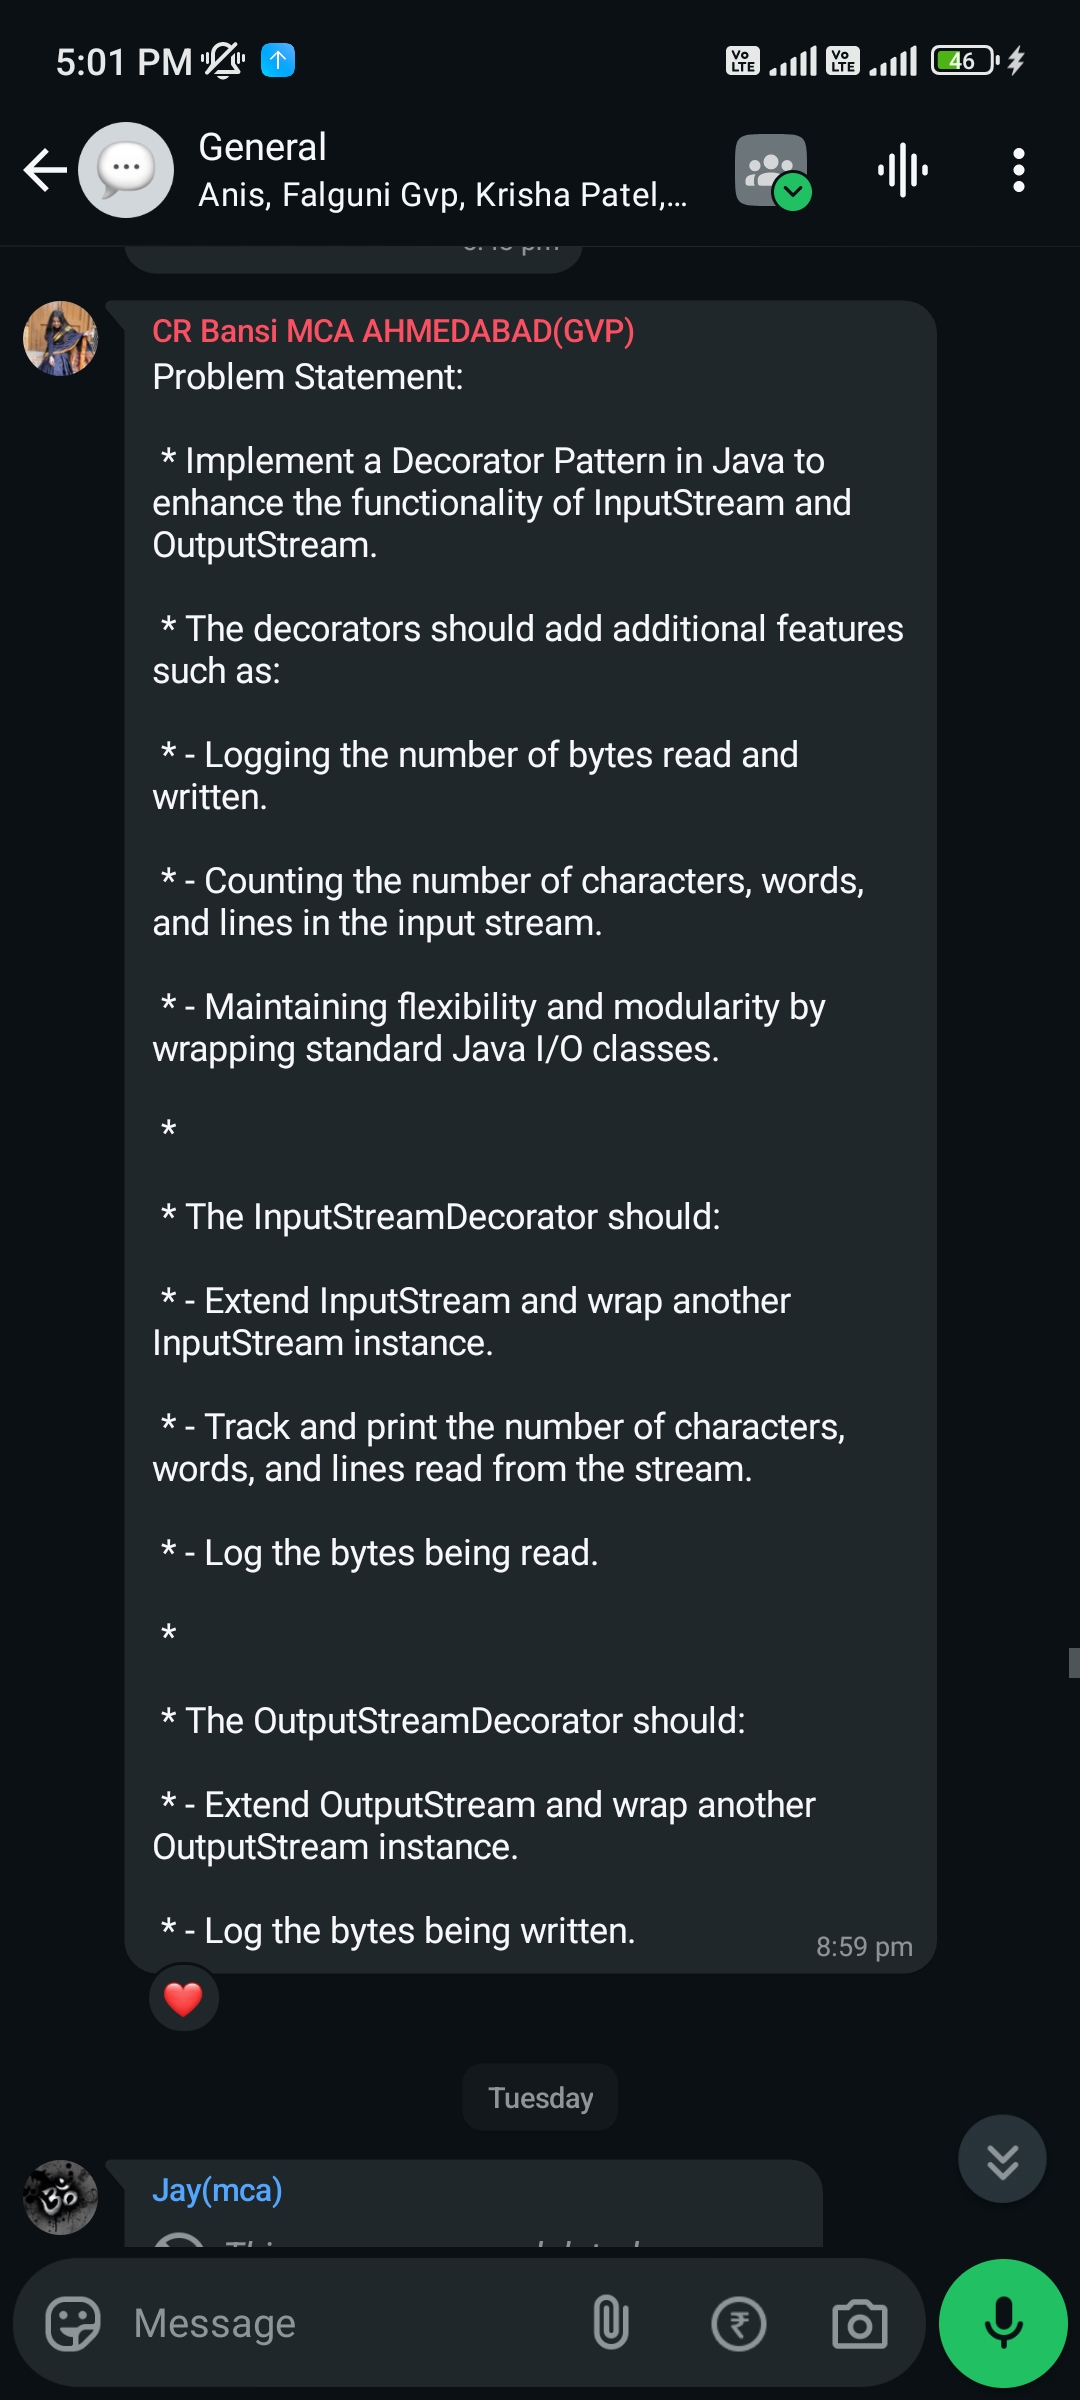 5:01 PM
Vo LTE
Vo LTE
46
General
Anis, Falguni Gvp, Krisha Patel,...
CR Bansi MCA AHMEDABAD(GVP)
Problem Statement:
* Implement a Decorator Pattern in Java to
enhance the functionality of InputStream and
OutputStream.
* The decorators should add additional features
such as:
* - Logging the number of bytes read and
written.
* - Counting the number of characters, words,
and lines in the input stream.
* - Maintaining flexibility and modularity by
wrapping standard Java I/O classes.
*
* The InputStreamDecorator should:
* - Extend InputStream and wrap another
InputStream instance.
* - Track and print the number of characters,
words, and lines read from the stream.
* - Log the bytes being read.
*
* The OutputStreamDecorator should:
* - Extend OutputStream and wrap another
OutputStream instance.
* - Log the bytes being written.
8:59 pm
Tuesday
Jay(mca)
Message